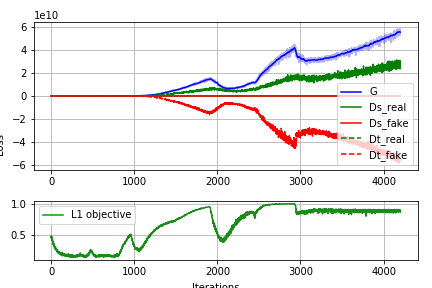 1e10
6
4
2
0
−2
−4
−6
Loss
G
Ds_real
Ds_fake
Dt_real
Dt_fake
0 1000 2000 3000 4000
1.0
0.5
L1 objective
0 1000 2000 3000 4000
Iterations